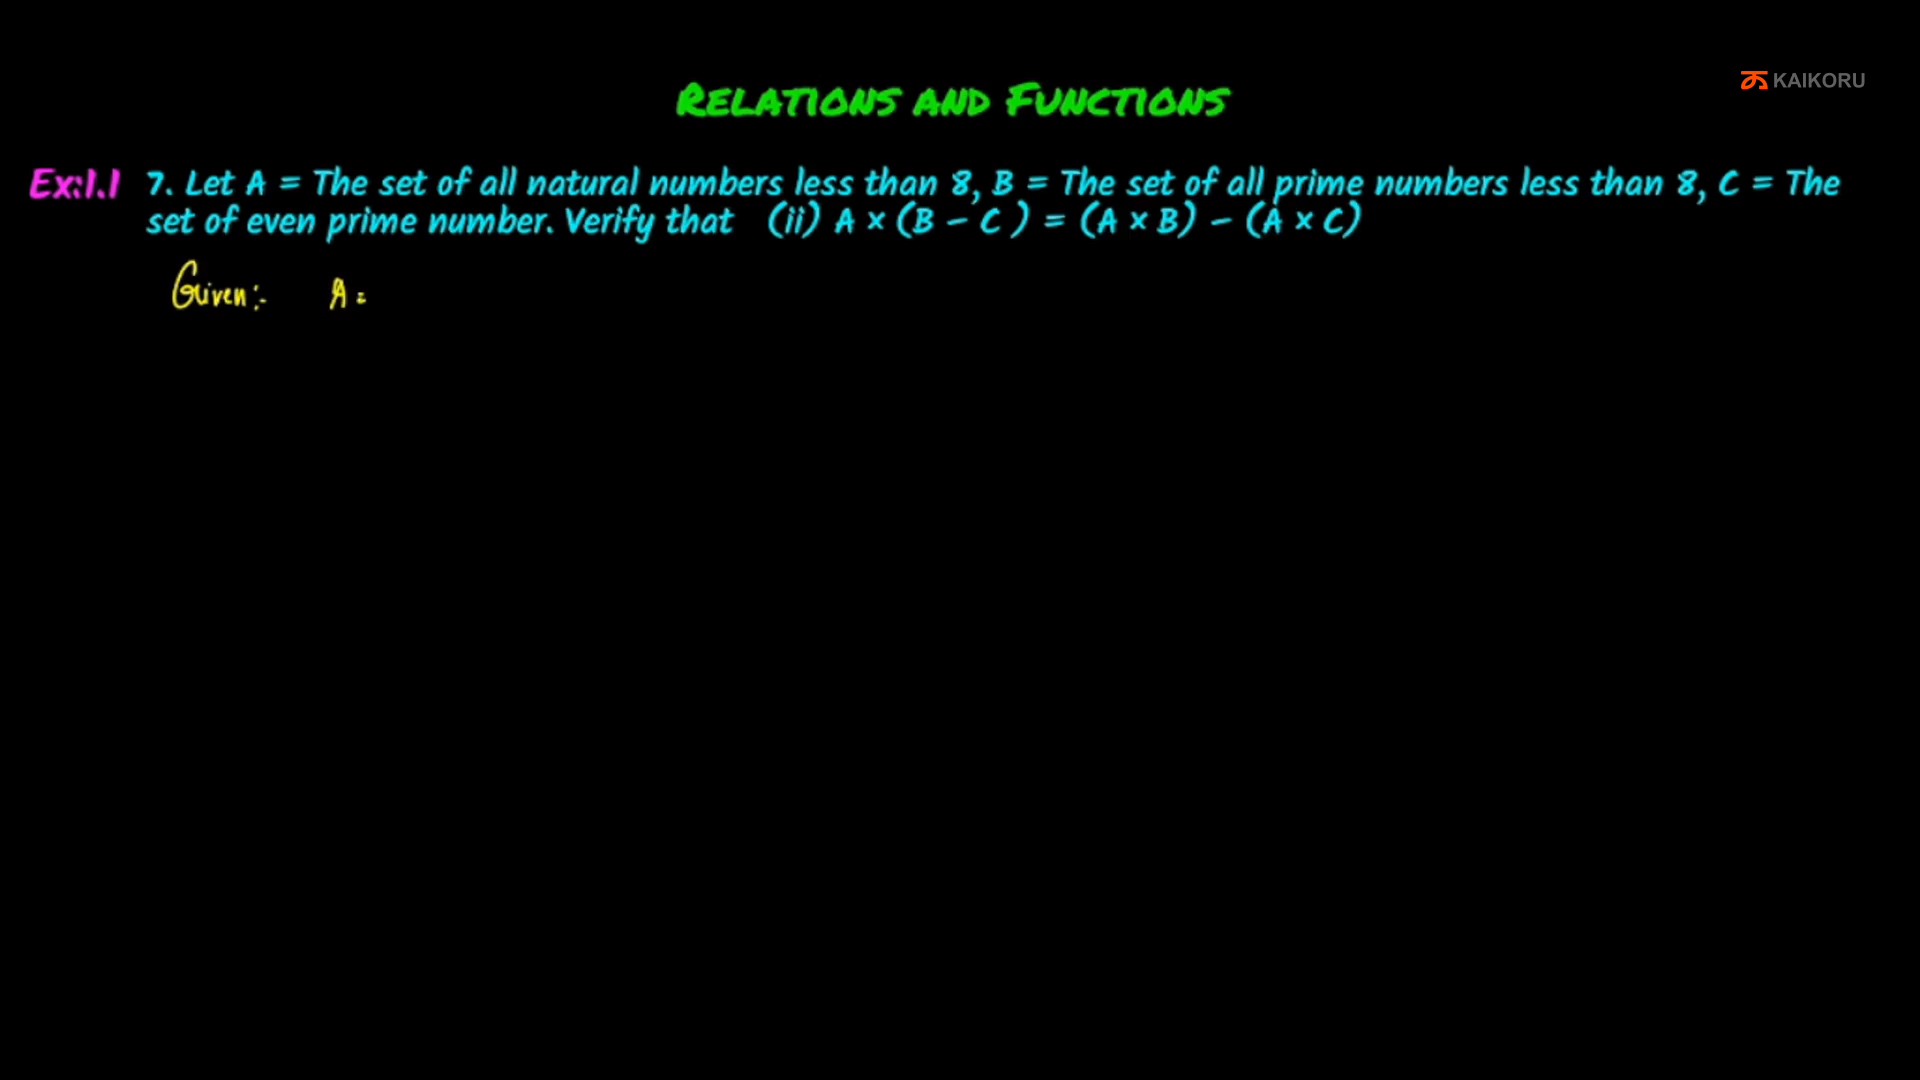 Relations and Functions
KAIKORU
Ex:1.1 7. Let A = The set of all natural numbers less than 8, B = The set of all prime numbers less than 8, C = The
set of even prime number. Verify that (ii) A × (B – C ) = (A × B) – (A × C)
Given:- A =